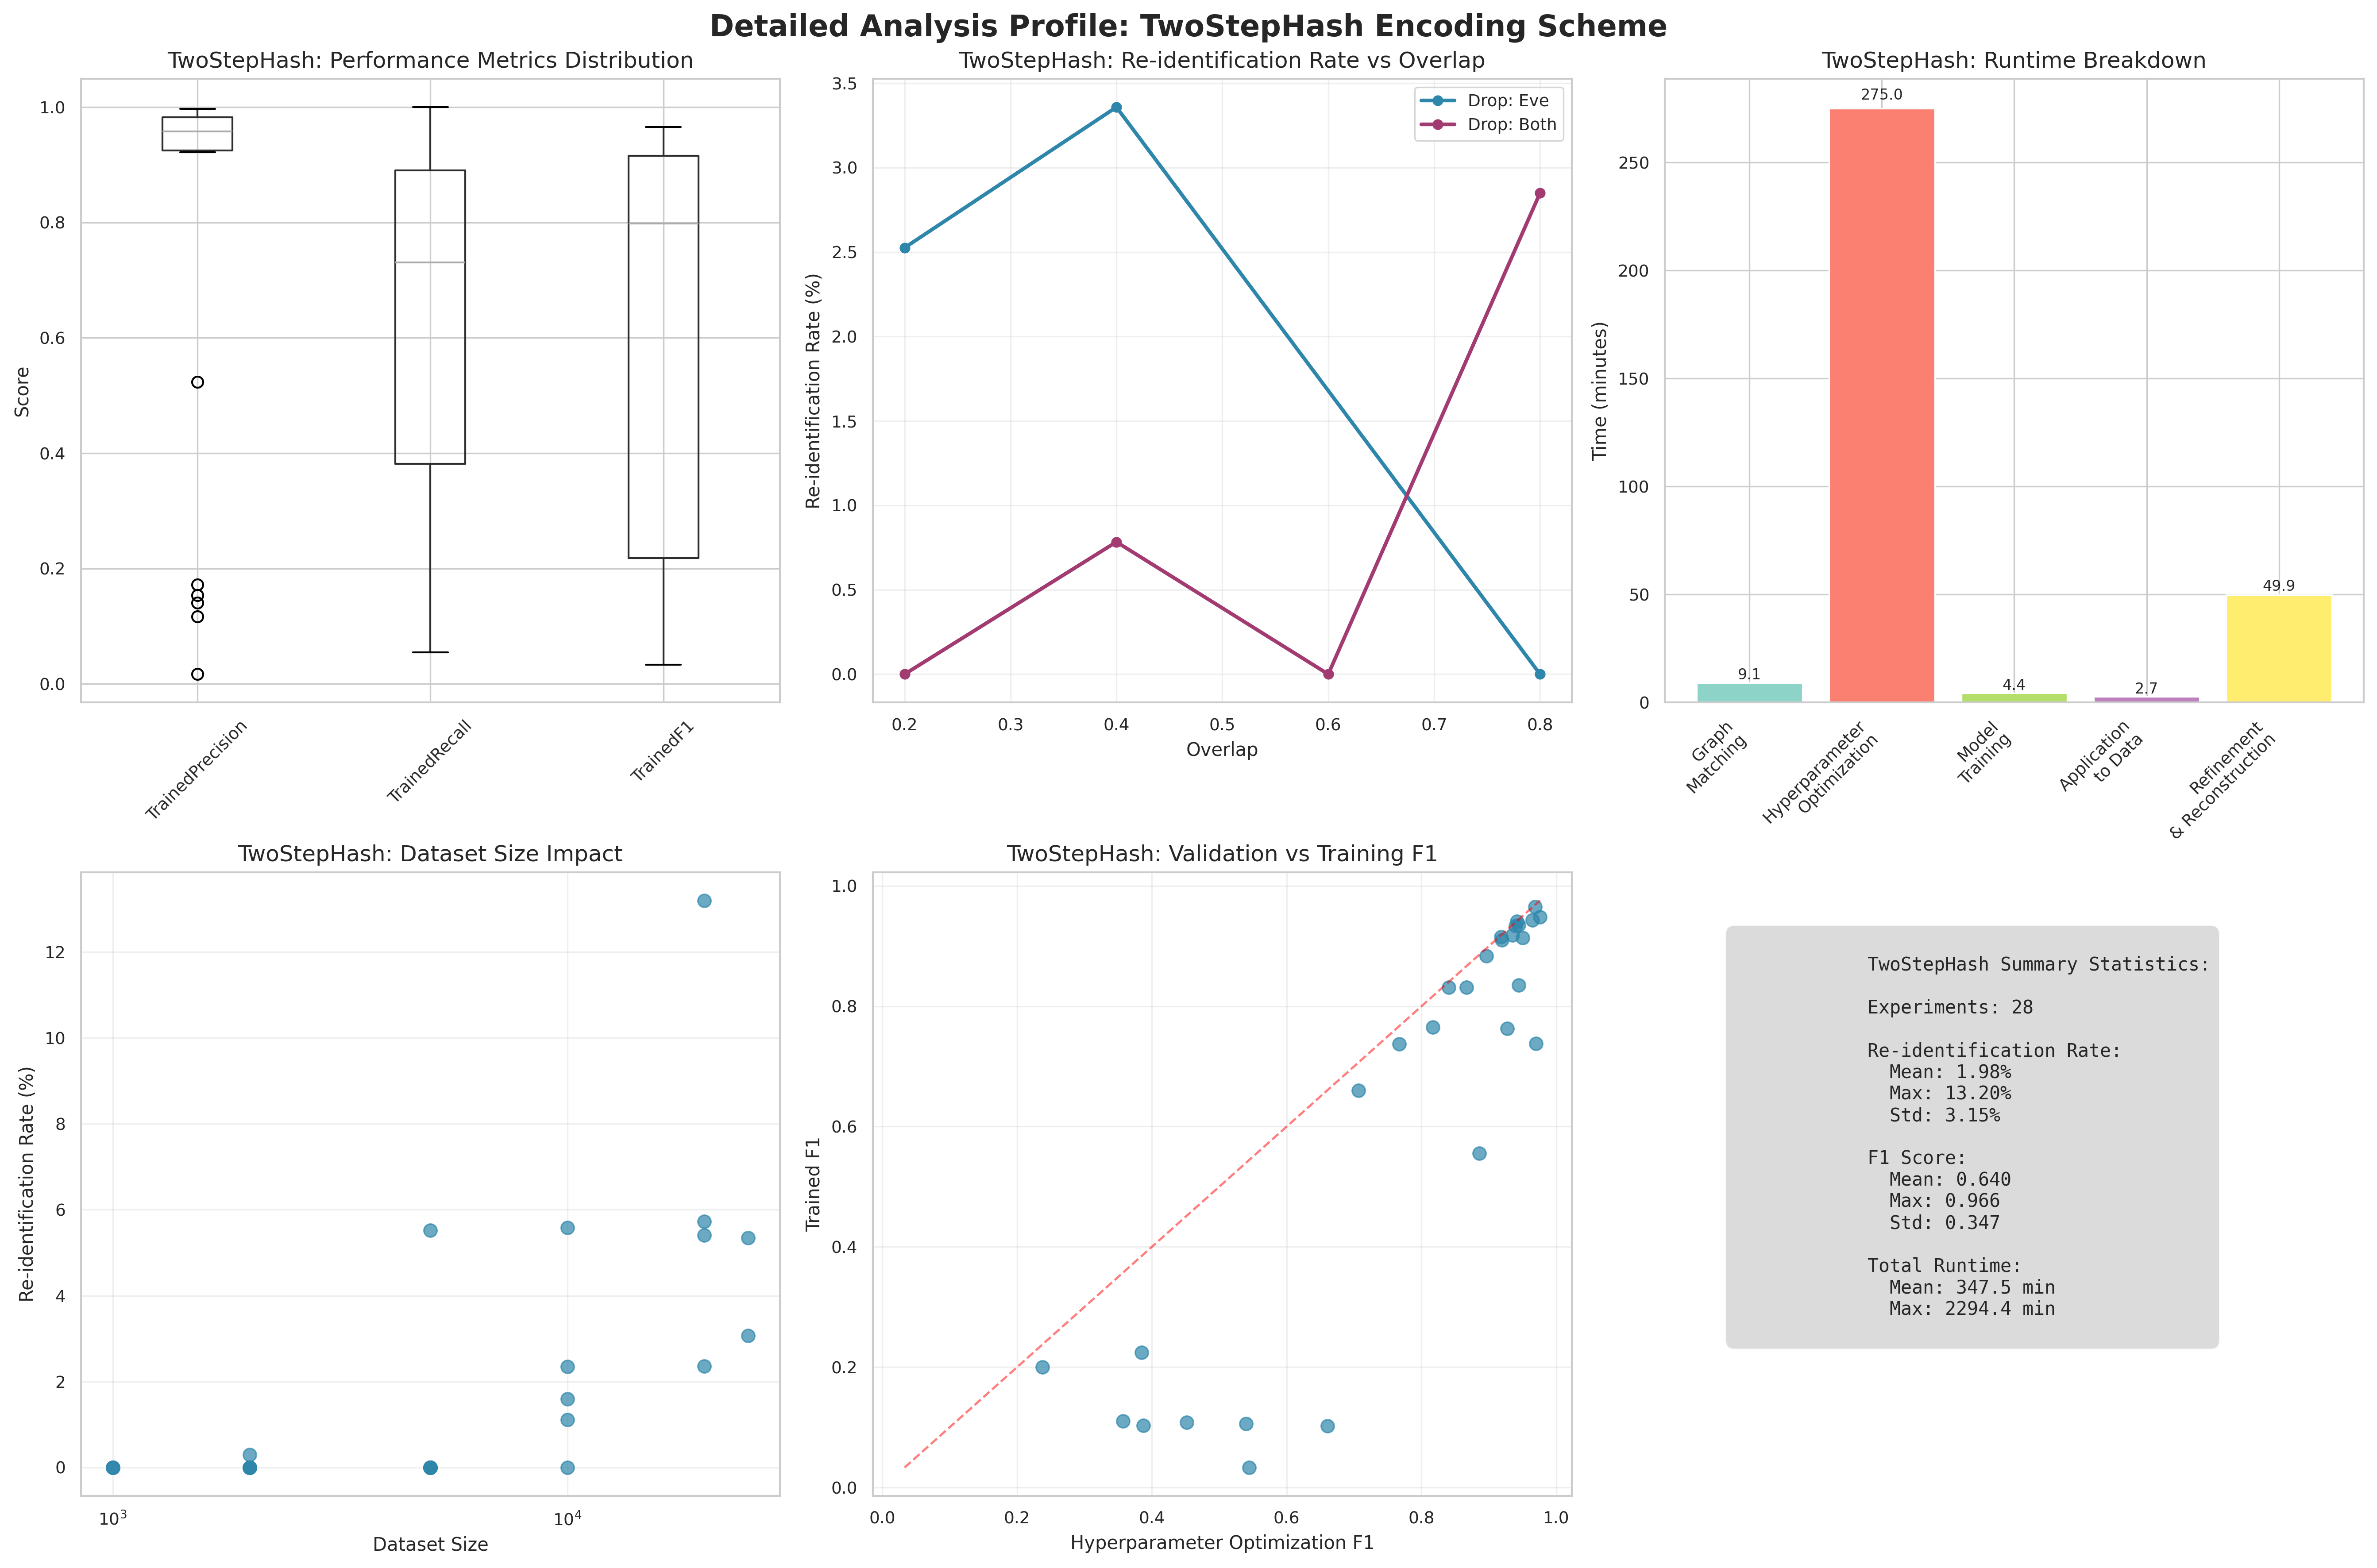 Detailed Analysis Profile: TwoStepHash Encoding Scheme
TwoStepHash: Performance Metrics Distribution
Score
1.0
0.8
0.6
0.4
0.2
0.0
TrainedPrecision
TrainedRecall
TrainedF1
TwoStepHash: Re-identification Rate vs Overlap
Re-identification Rate (%)
3.5
3.0
2.5
2.0
1.5
1.0
0.5
0.0
Drop: Eve
Drop: Both
0.2
0.3
0.4
0.5
0.6
0.7
0.8
Overlap
TwoStepHash: Runtime Breakdown
Time (minutes)
250
200
150
100
50
0
9.1
275.0
4.4
2.7
49.9
Graph
Matching
Hyperparameter
Optimization
Model
Training
Application
to Data
Refinement
& Reconstruction
TwoStepHash: Dataset Size Impact
Re-identification Rate (%)
12
10
8
6
4
2
0
10³
10⁴
Dataset Size
TwoStepHash: Validation vs Training F1
Trained F1
1.0
0.8
0.6
0.4
0.2
0.0
0.0
0.2
0.4
0.6
0.8
1.0
Hyperparameter Optimization F1
TwoStepHash Summary Statistics:
Experiments: 28
Re-identification Rate:
Mean: 1.98%
Max: 13.20%
Std: 3.15%
F1 Score:
Mean: 0.640
Max: 0.966
Std: 0.347
Total Runtime:
Mean: 347.5 min
Max: 2294.4 min